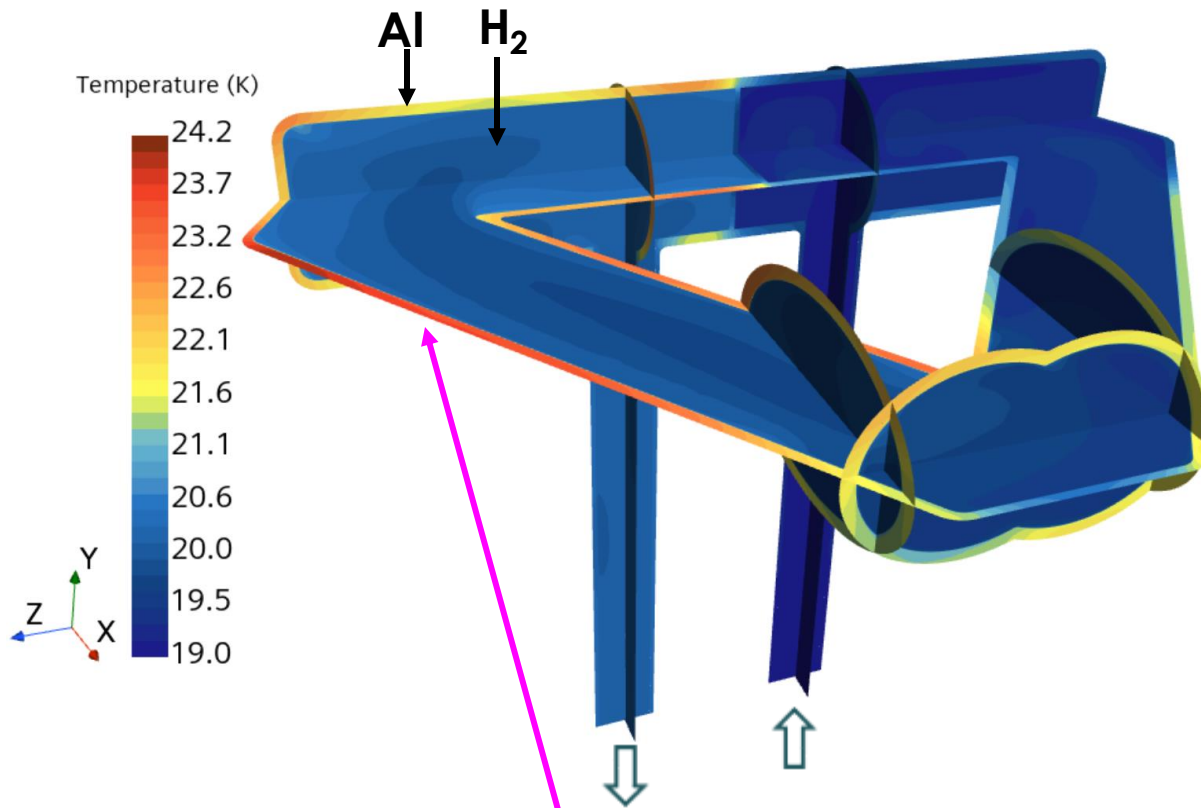 Al H₂
Temperature (K)
24.2
23.7
23.2
22.6
22.1
21.6
21.1
20.6
20.0
19.5
19.0
Y
Z
X